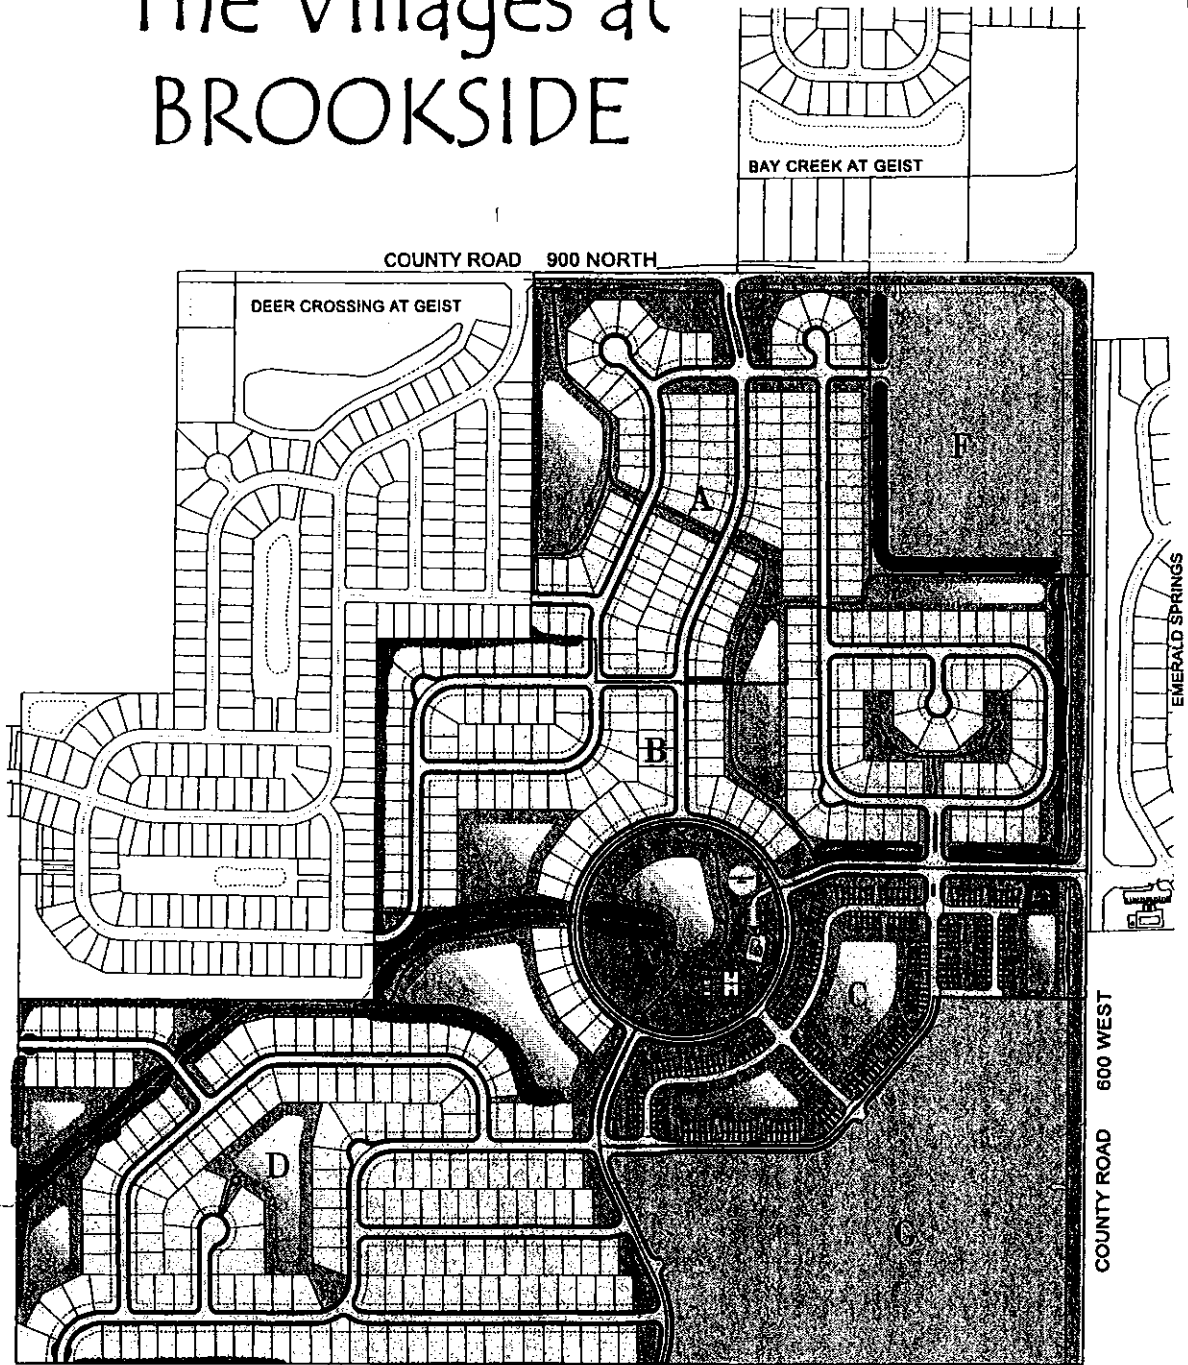 The Villages at
BROOKSIDE
BAY CREEK AT GEIST
COUNTY ROAD 900 NORTH
DEER CROSSING AT GEIST
F
A
EMERALD SPRINGS
B
E
H
C
COUNTY ROAD 600 WEST
D
G